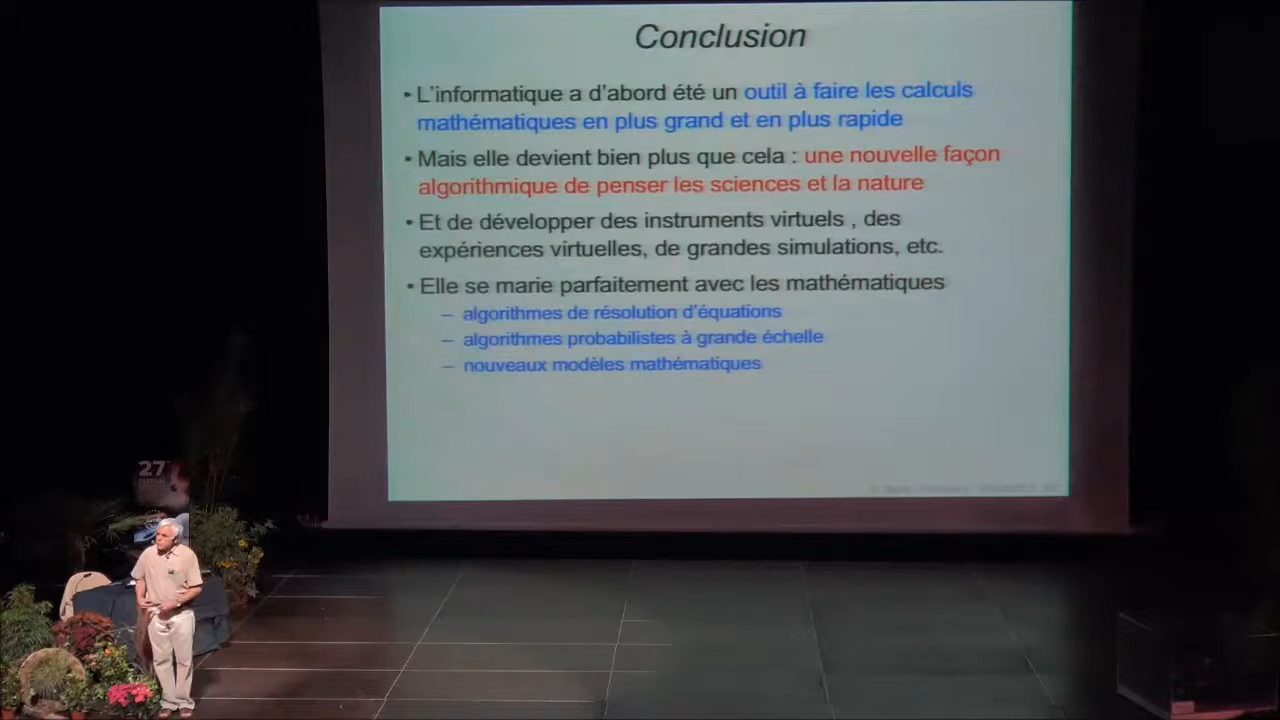 Conclusion
• L'informatique a d'abord été un outil à faire les calculs
mathématiques en plus grand et en plus rapide
• Mais elle devient bien plus que cela : une nouvelle façon
algorithmique de penser les sciences et la nature
• Et de développer des instruments virtuels , des
expériences virtuelles, de grandes simulations, etc.
• Elle se marie parfaitement avec les mathématiques
– algorithmes de résolution d'équations
– algorithmes probabilistes à grande échelle
– nouveaux modèles mathématiques
27